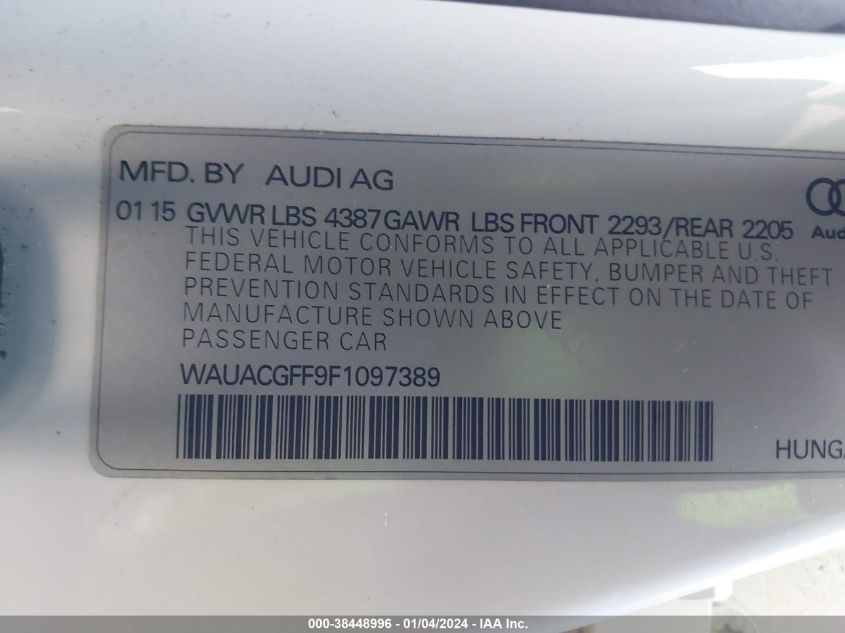 MFD. BY AUDI AG
01 15 GVWR LBS 4387 GAWR LBS FRONT 2293/REAR 2205
THIS VEHICLE CONFORMS TO ALL APPLICABLE U.S.
FEDERAL MOTOR VEHICLE SAFETY, BUMPER AND THEFT
PREVENTION STANDARDS IN EFFECT ON THE DATE OF
MANUFACTURE SHOWN ABOVE
PASSENGER CAR
WAUACGFF9F1097389
000-38448996 - 01/04/2024 - IAA Inc.